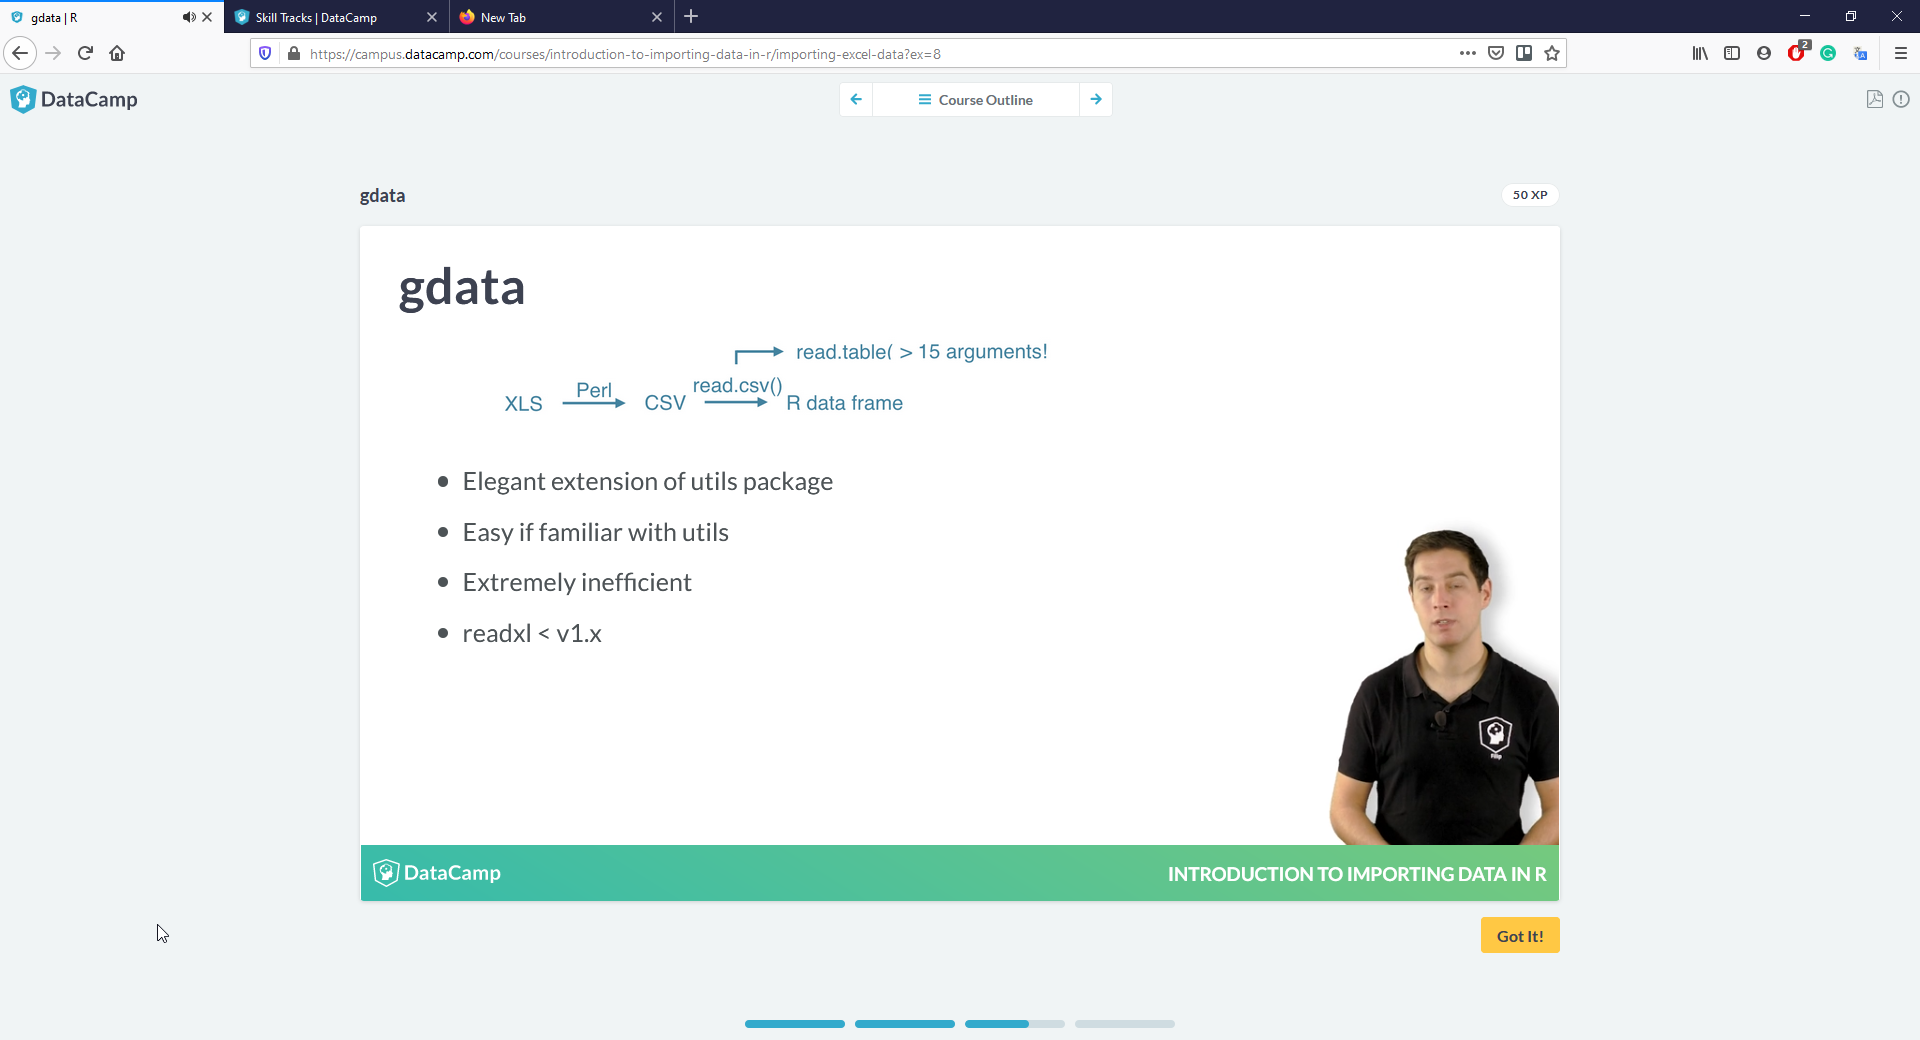 gdata | R
Skill Tracks | DataCamp
New Tab
https://campus.datacamp.com/courses/introduction-to-importing-data-in-r/importing-excel-data?ex=8
2
DataCamp
Course Outline
gdata
50 XP
gdata
read.table( > 15 arguments!
XLS Perl CSV read.csv() R data frame
Elegant extension of utils package
Easy if familiar with utils
Extremely inefficient
readxl < v1.x
Filip
DataCamp
INTRODUCTION TO IMPORTING DATA IN R
Got It!